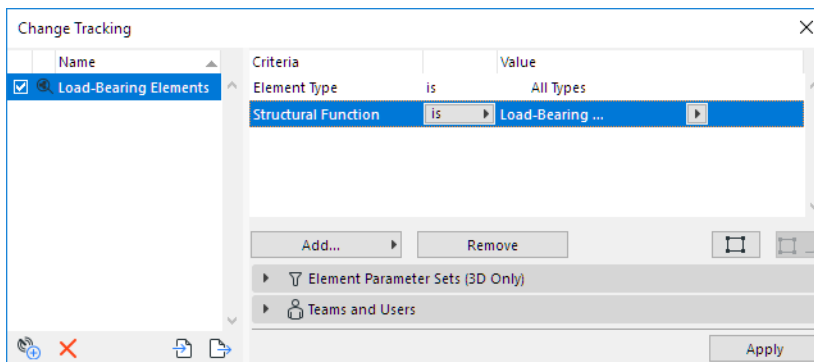 Change Tracking
Name
Load-Bearing Elements
Criteria Value
Element Type is All Types
Structural Function is Load-Bearing ...
Add... Remove
Element Parameter Sets (3D Only)
Teams and Users
Apply